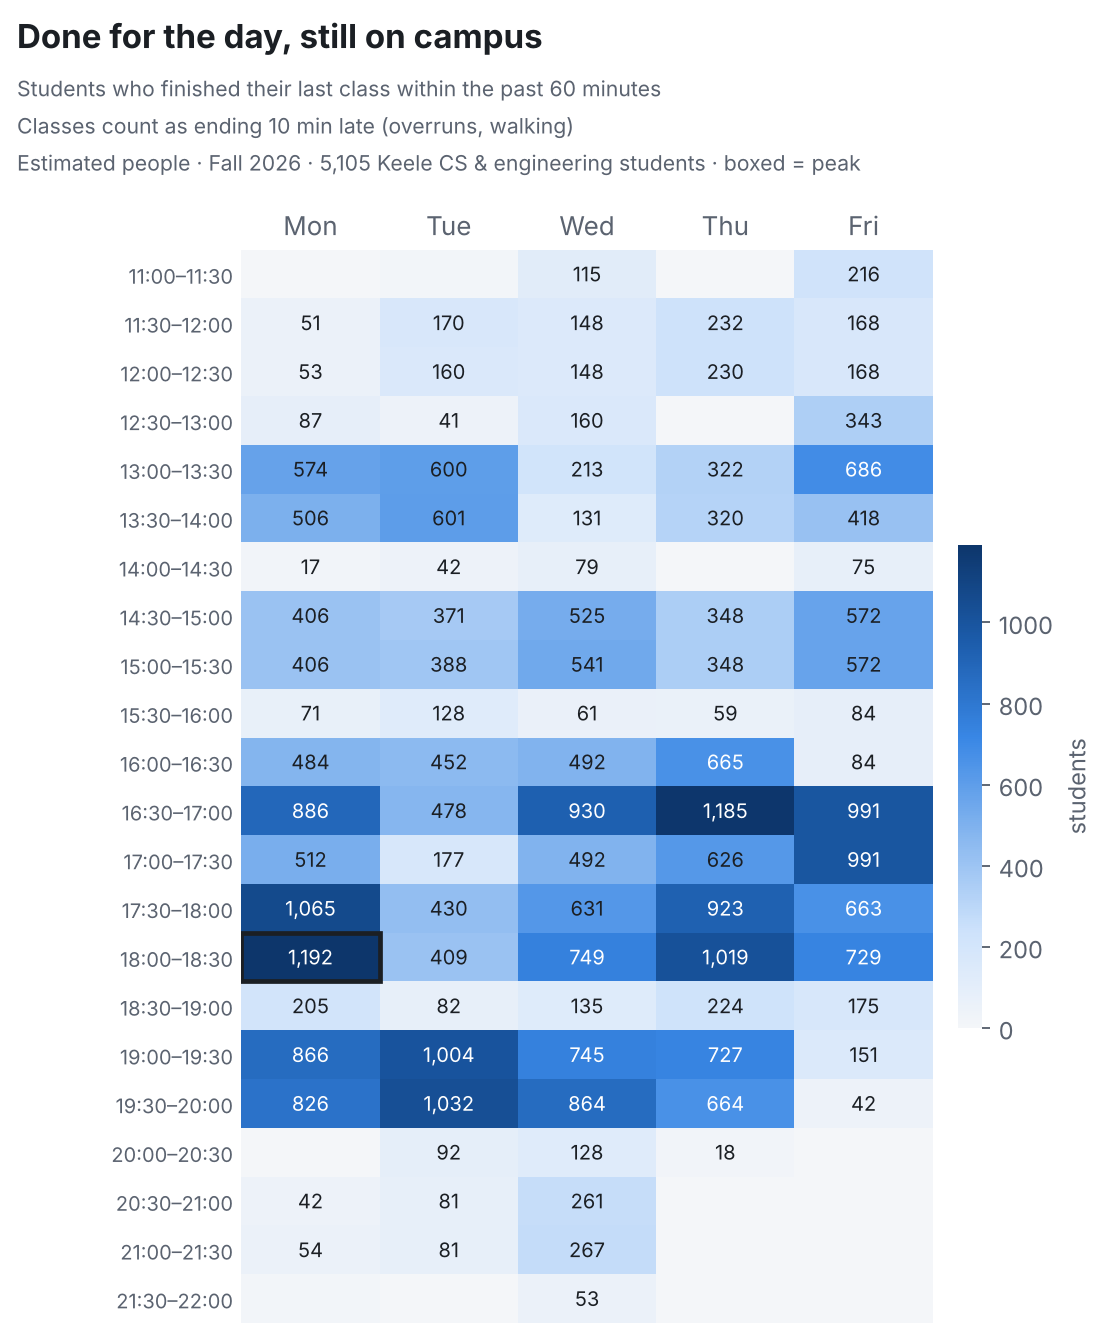 Done for the day, still on campus
Students who finished their last class within the past 60 minutes
Classes count as ending 10 min late (overruns, walking)
Estimated people · Fall 2026 · 5,105 Keele CS & engineering students · boxed = peak
Mon Tue Wed Thu Fri
11:00–11:30 115 216
11:30–12:00 51 170 148 232 168
12:00–12:30 53 160 148 230 168
12:30–13:00 87 41 160 343
13:00–13:30 574 600 213 322 686
13:30–14:00 506 601 131 320 418
14:00–14:30 17 42 79 75
14:30–15:00 406 371 525 348 572
15:00–15:30 406 388 541 348 572
15:30–16:00 71 128 61 59 84
16:00–16:30 484 452 492 665 84
16:30–17:00 886 478 930 1,185 991
17:00–17:30 512 177 492 626 991
17:30–18:00 1,065 430 631 923 663
18:00–18:30 1,192 409 749 1,019 729
18:30–19:00 205 82 135 224 175
19:00–19:30 866 1,004 745 727 151
19:30–20:00 826 1,032 864 664 42
20:00–20:30 92 128 18
20:30–21:00 42 81 261
21:00–21:30 54 81 267
21:30–22:00 53
1000
800
600
400
200
0
students